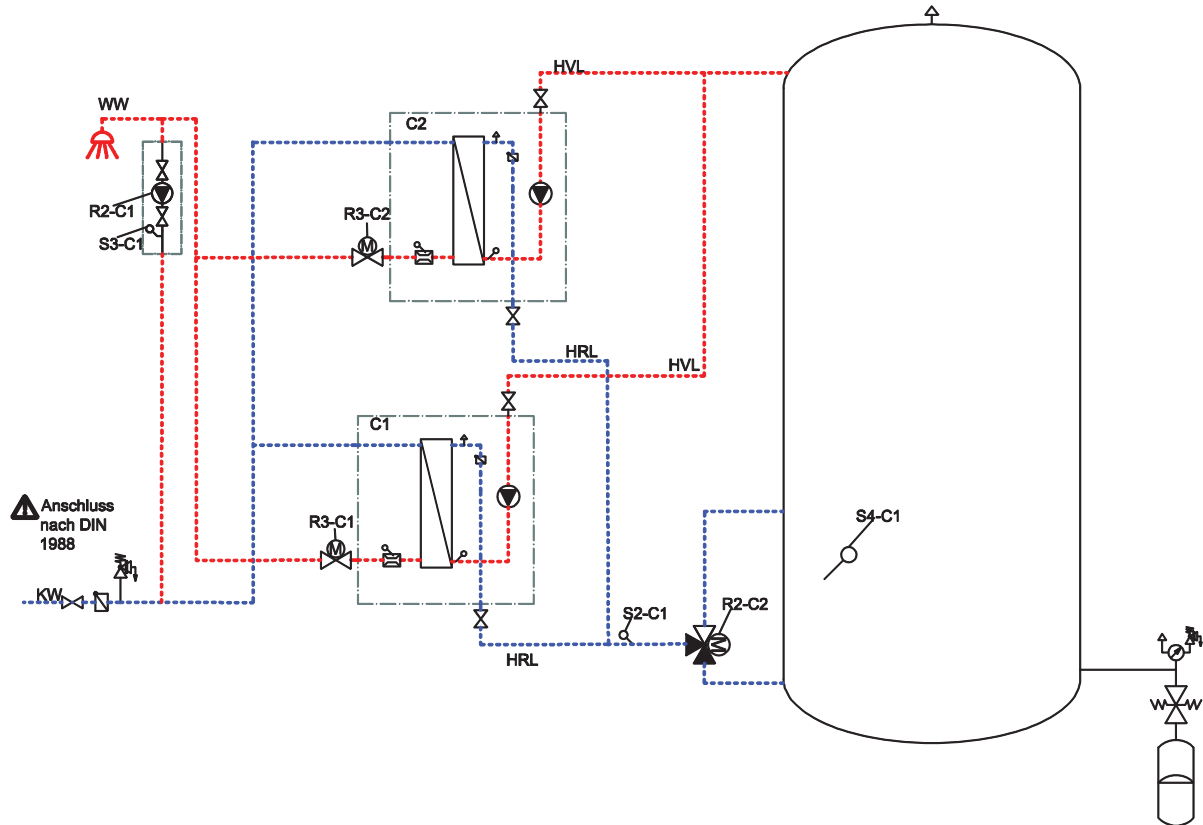 HVL
WW
C2
R2-C1
R3-C2
M
S3-C1
HRL
HVL
C1
Anschluss
nach DIN
1988
R3-C1
M
S4-C1
KW
S2-C1
R2-C2
M
HRL